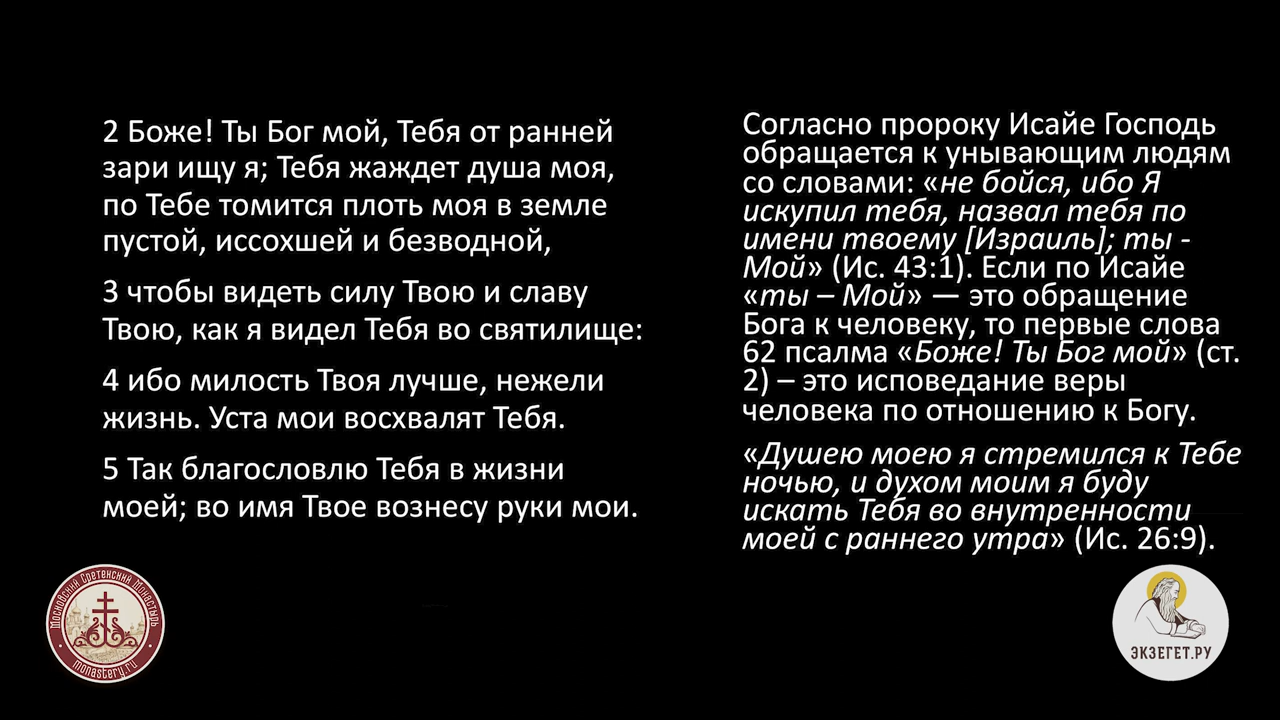 2 Боже! Ты Бог мой, Тебя от ранней
зари ищу я; Тебя жаждет душа моя,
по Тебе томится плоть моя в земле
пустой, иссохшей и безводной,
3 чтобы видеть силу Твою и славу
Твою, как я видел Тебя во святилище:
4 ибо милость Твоя лучше, нежели
жизнь. Уста мои восхвалят Тебя.
5 Так благословлю Тебя в жизни
моей; во имя Твое вознесу руки мои.
Согласно пророку Исайе Господь
обращается к унывающим людям
со словами: «не бойся, ибо Я
искупил тебя, назвал тебя по
имени твоему [Израиль]; ты -
Мой» (Ис. 43:1). Если по Исайе
«ты – Мой» — это обращение
Бога к человеку, то первые слова
62 псалма «Боже! Ты Бог мой» (ст.
2) – это исповедание веры
человека по отношению к Богу.
«Душею моею я стремился к Тебе
ночью, и духом моим я буду
искать Тебя во внутренности
моей с раннего утра» (Ис. 26:9).
Московский Сретенский Монастырь
monastery.ru
ЭКЗЕГЕТ.РУ